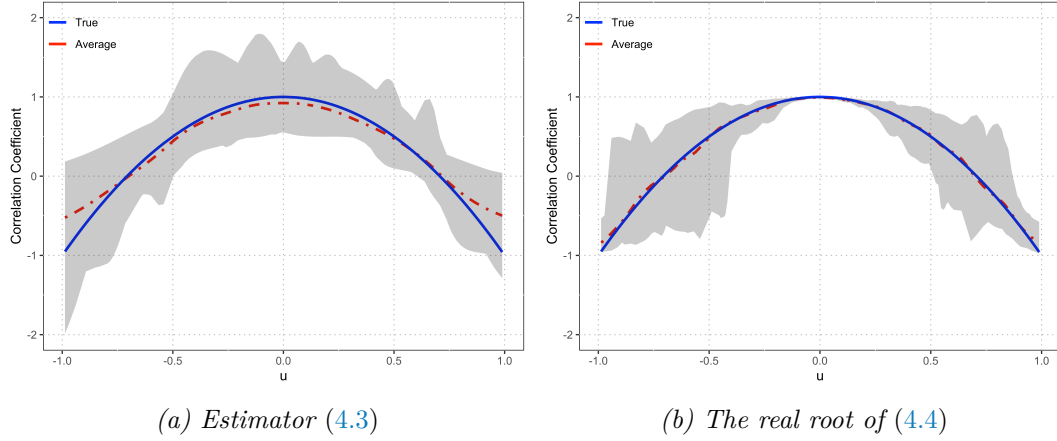 Correlation Coefficient
2
1
0
-1
-2
True
Average
-1.0 -0.5 0.0 0.5 1.0
u
(a) Estimator (4.3)
Correlation Coefficient
2
1
0
-1
-2
True
Average
-1.0 -0.5 0.0 0.5 1.0
u
(b) The real root of (4.4)